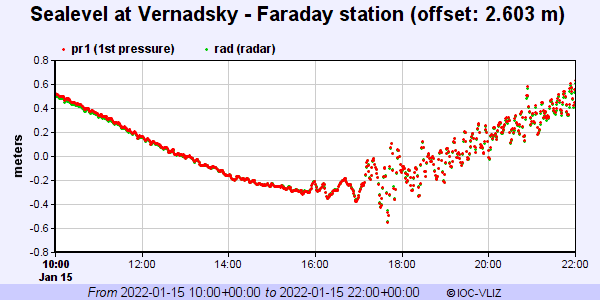 Sealevel at Vernadsky - Faraday station (offset: 2.603 m)
pr1 (1st pressure) rad (radar)
0.8
0.6
0.4
0.2
0.0
-0.2
-0.4
-0.6
-0.8
meters
10:00 12:00 14:00 16:00 18:00 20:00 22:00
Jan 15
From 2022-01-15 10:00+00:00 to 2022-01-15 22:00+00:00 © IOC-VLIZ